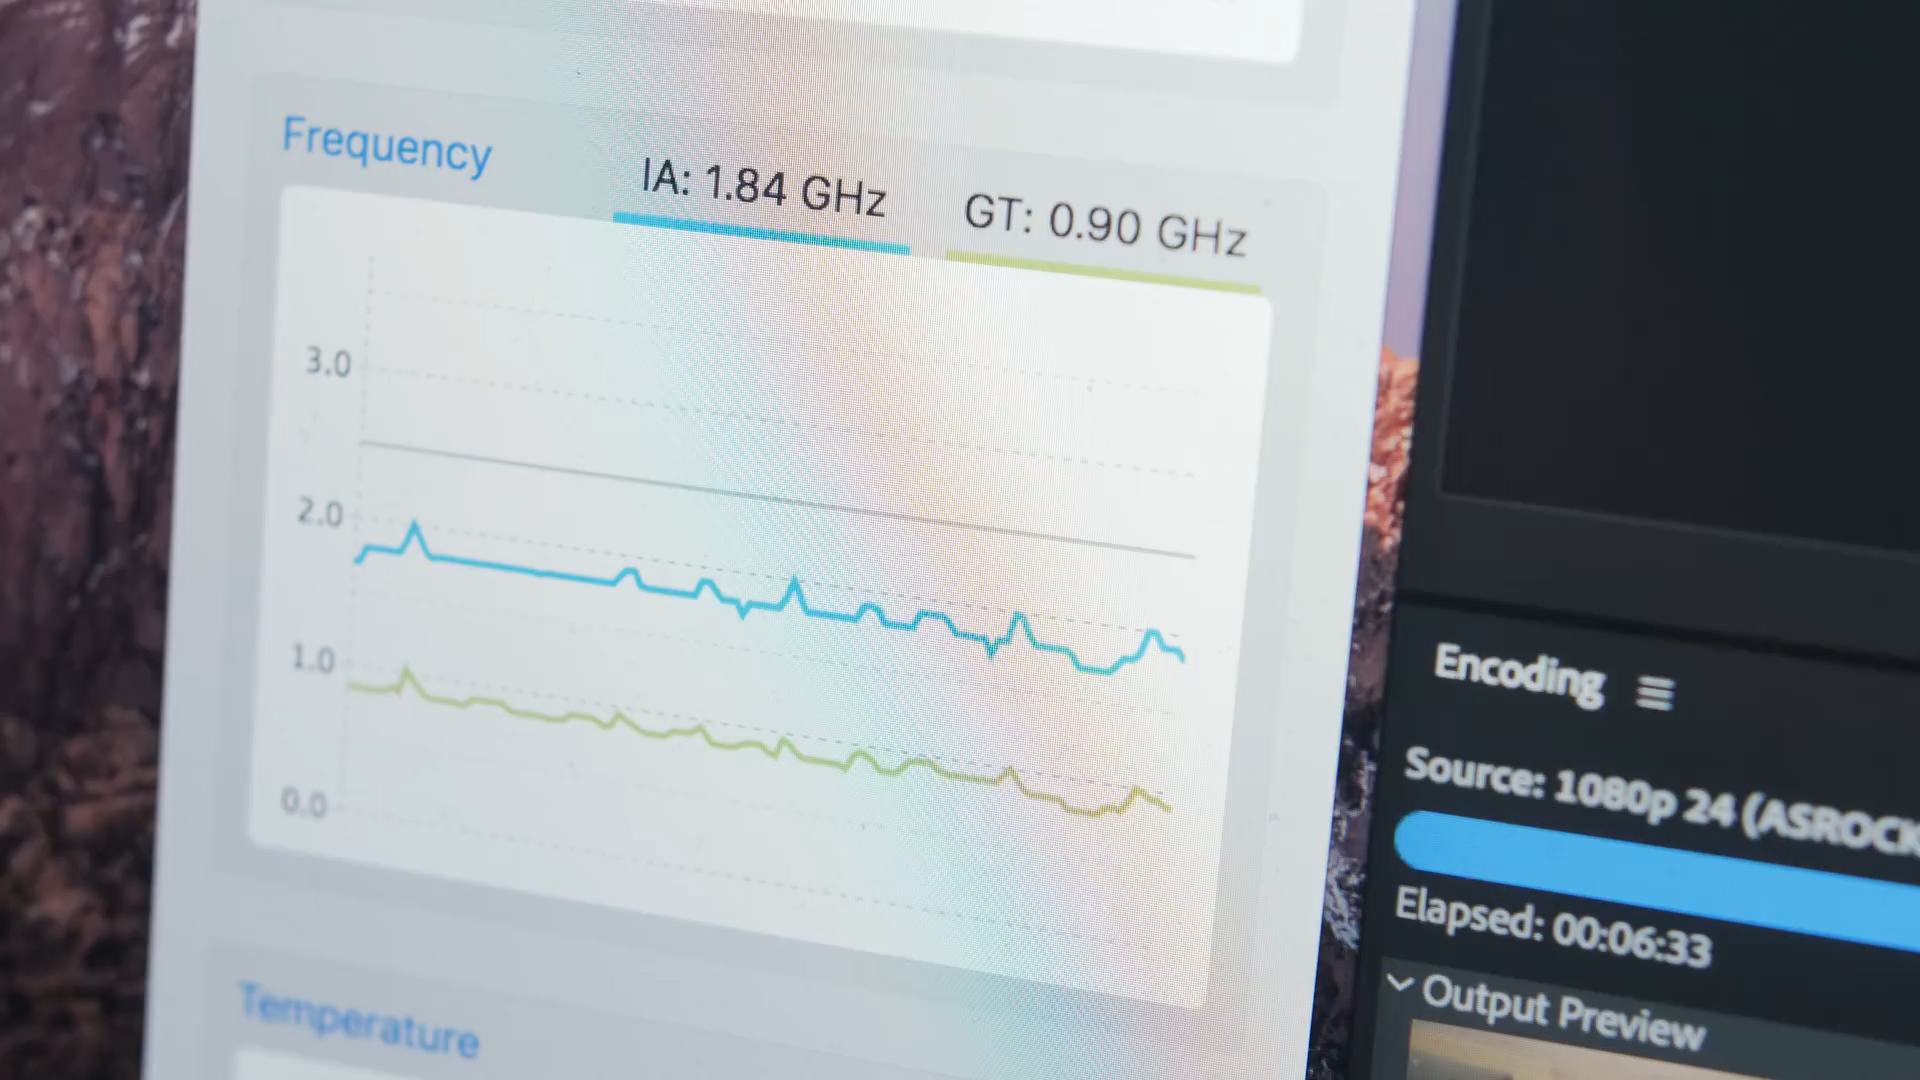 Frequency
IA: 1.84 GHz
GT: 0.90 GHz
3.0
2.0
1.0
0.0
Temperature
Encoding
Source: 1080p 24 (ASROCK
Elapsed: 00:06:33
Output Preview